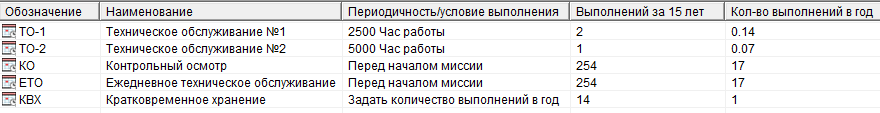 Обозначение Наименование Периодичность/условие выполнения Выполнений за 15 лет Кол-во выполнений в год
ТО-1 Техническое обслуживание №1 2500 Час работы 2 0.14
ТО-2 Техническое обслуживание №2 5000 Час работы 1 0.07
КО Контрольный осмотр Перед началом миссии 254 17
ЕТО Ежедневное техническое обслуживание Перед началом миссии 254 17
КВХ Кратковременное хранение Задать количество выполнений в год 14 1